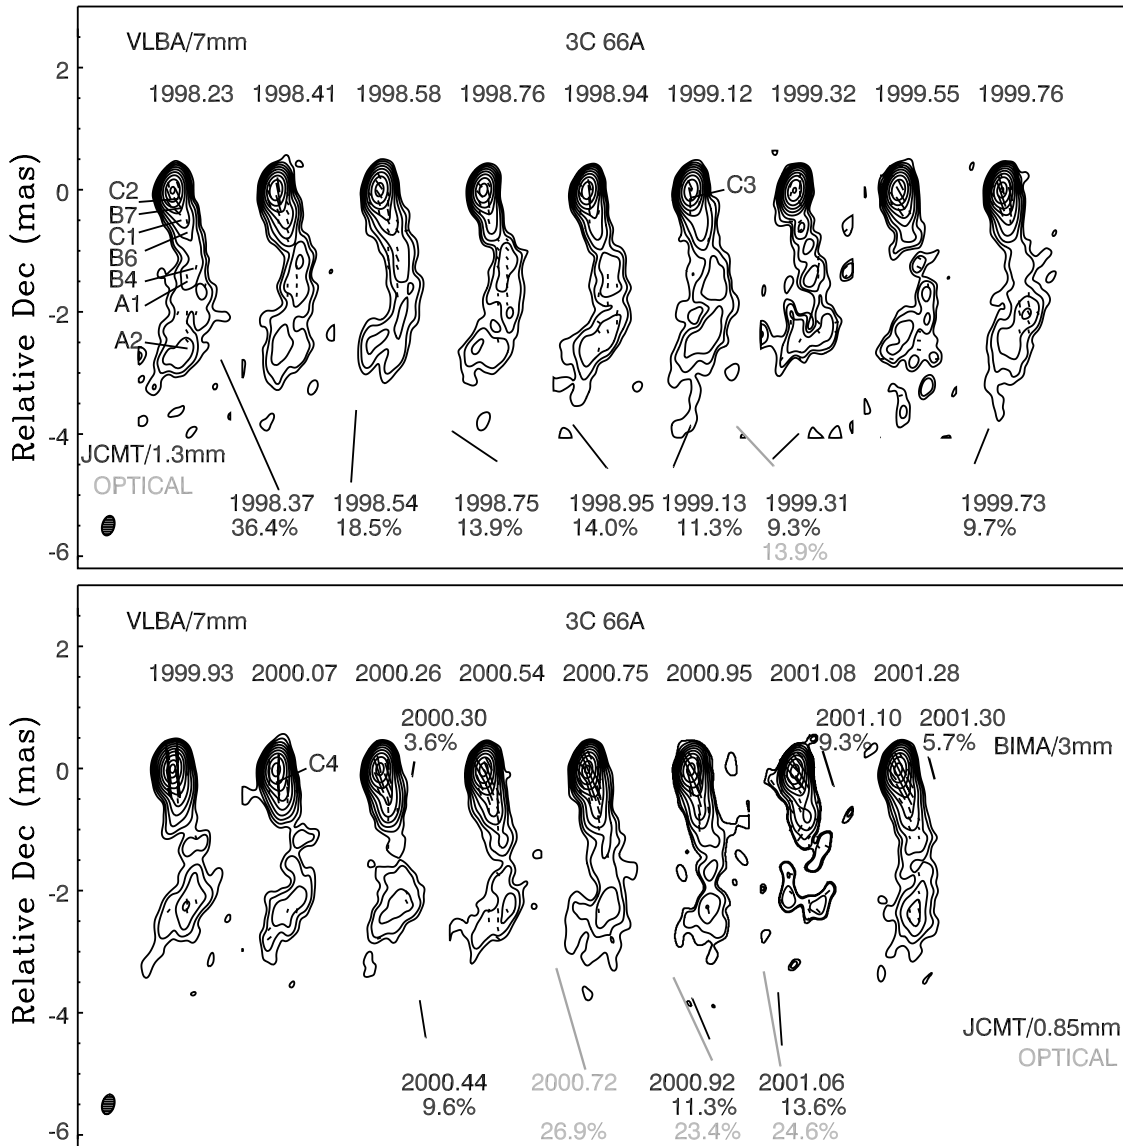 VLBA/7mm 3C 66A
2
1998.23 1998.41 1998.58 1998.76 1998.94 1999.12 1999.32 1999.55 1999.76
Relative Dec (mas)
0
C2
C3
B7
C1
B6
B4
A1
-2
A2
-4
JCMT/1.3mm
OPTICAL
1998.37 1998.54 1998.75 1998.95 1999.13 1999.31 1999.73
36.4% 18.5% 13.9% 14.0% 11.3% 9.3% 9.7%
13.9%
-6
VLBA/7mm 3C 66A
2
1999.93 2000.07 2000.26 2000.54 2000.75 2000.95 2001.08 2001.28
2000.30 2001.10 2001.30
3.6% 9.3% 5.7% BIMA/3mm
Relative Dec (mas)
0
C4
-2
-4
JCMT/0.85mm
OPTICAL
2000.44 2000.72 2000.92 2001.06
9.6% 11.3% 13.6%
26.9% 23.4% 24.6%
-6